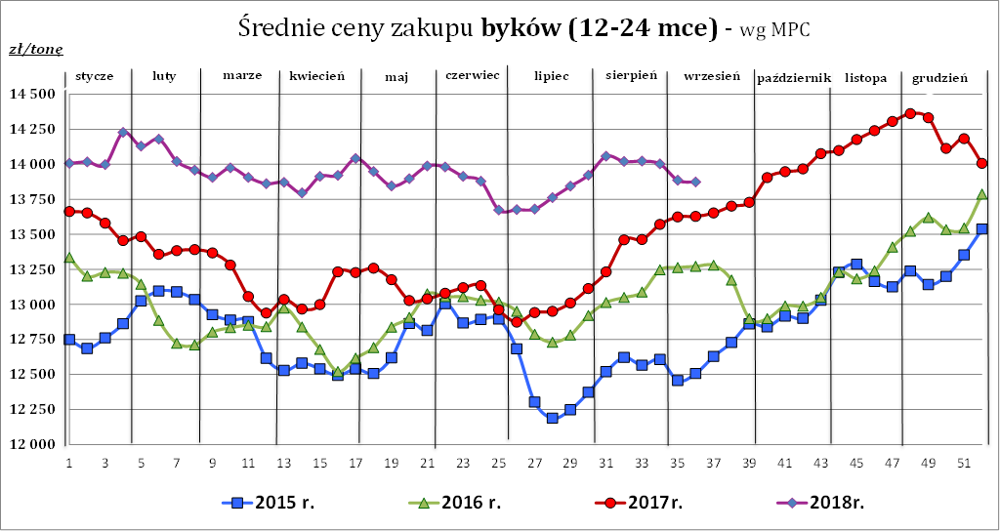 Średnie ceny zakupu byków (12-24 mce) - wg MPC
zł/tonę
stycze luty marze kwiecień maj czerwiec lipiec sierpień wrzesień październik listopa grudzień
14 500
14 250
14 000
13 750
13 500
13 250
13 000
12 750
12 500
12 250
12 000
1 3 5 7 9 11 13 15 17 19 21 23 25 27 29 31 33 35 37 39 41 43 45 47 49 51
2015 r. 2016 r. 2017r. 2018r.